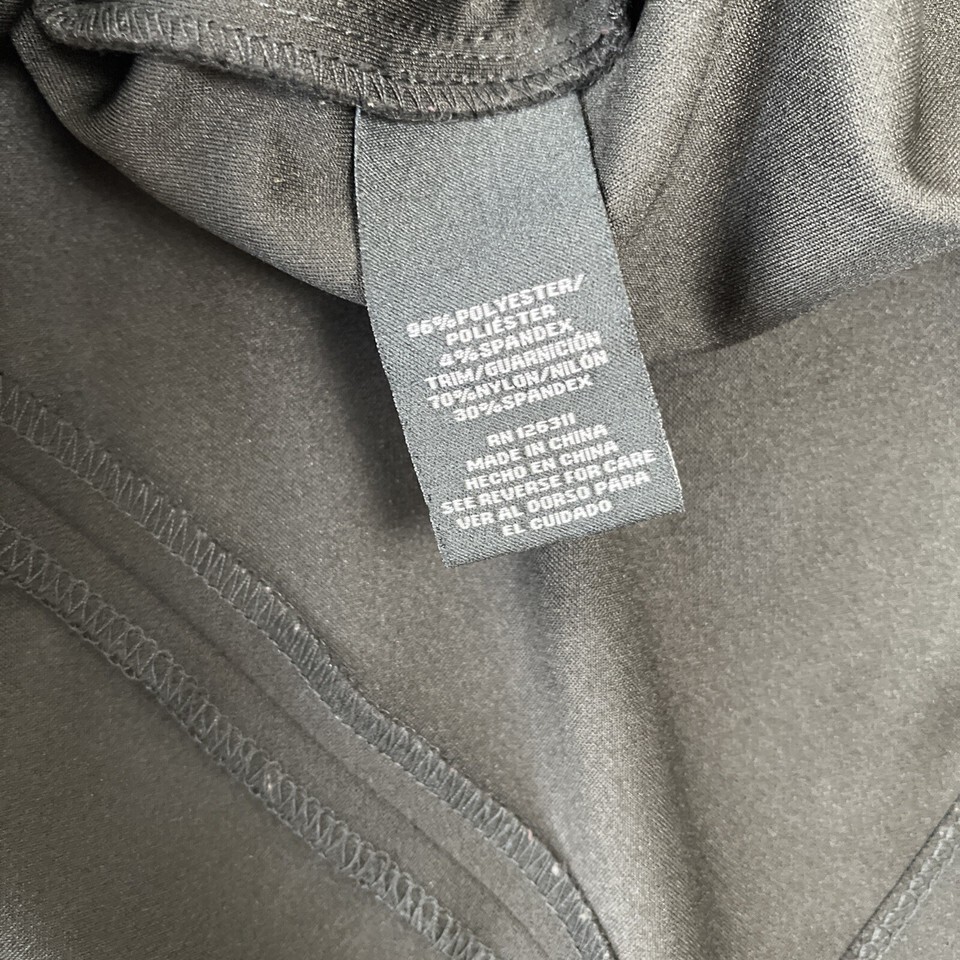 96% POLYESTER/
POLIÉSTER
4% SPANDEX
TRIM/GUARNICIÓN
70% NYLON/NILÓN
30% SPANDEX
RN 126311
MADE IN CHINA
HECHO EN CHINA
SEE REVERSE FOR CARE
VER AL DORSO PARA
EL CUIDADO